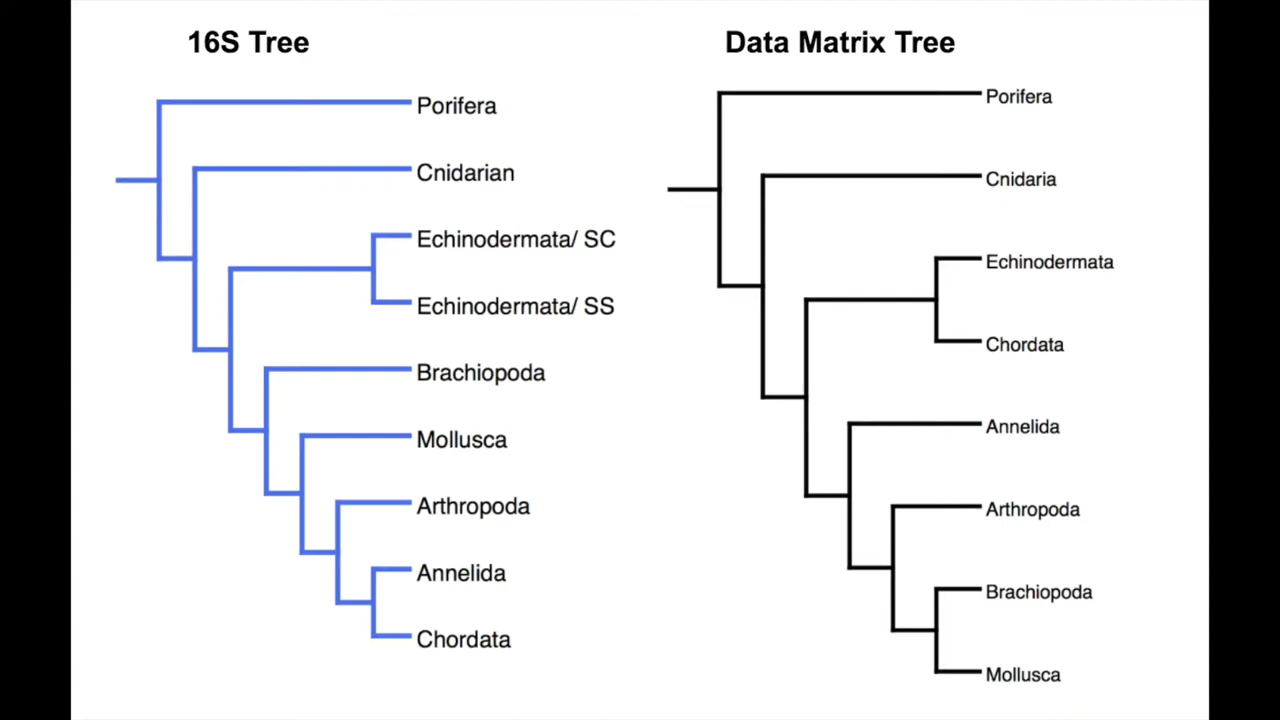 16S Tree
Porifera
Cnidarian
Echinodermata/ SC
Echinodermata/ SS
Brachiopoda
Mollusca
Arthropoda
Annelida
Chordata
Data Matrix Tree
Porifera
Cnidaria
Echinodermata
Chordata
Annelida
Arthropoda
Brachiopoda
Mollusca